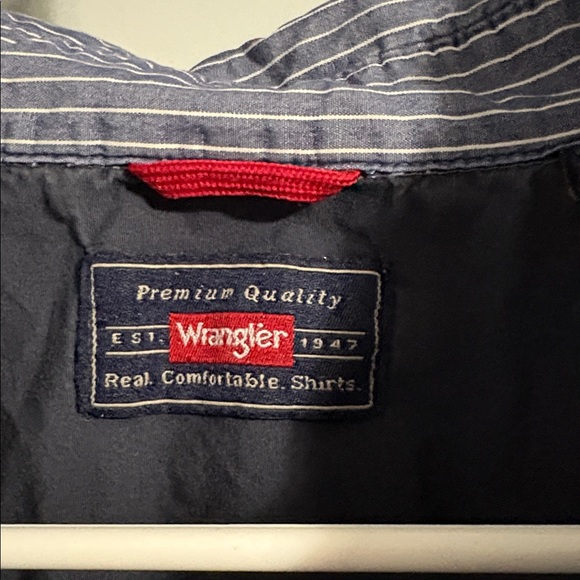 Premium Quality
EST. Wrangler 1947
Real. Comfortable. Shirts.